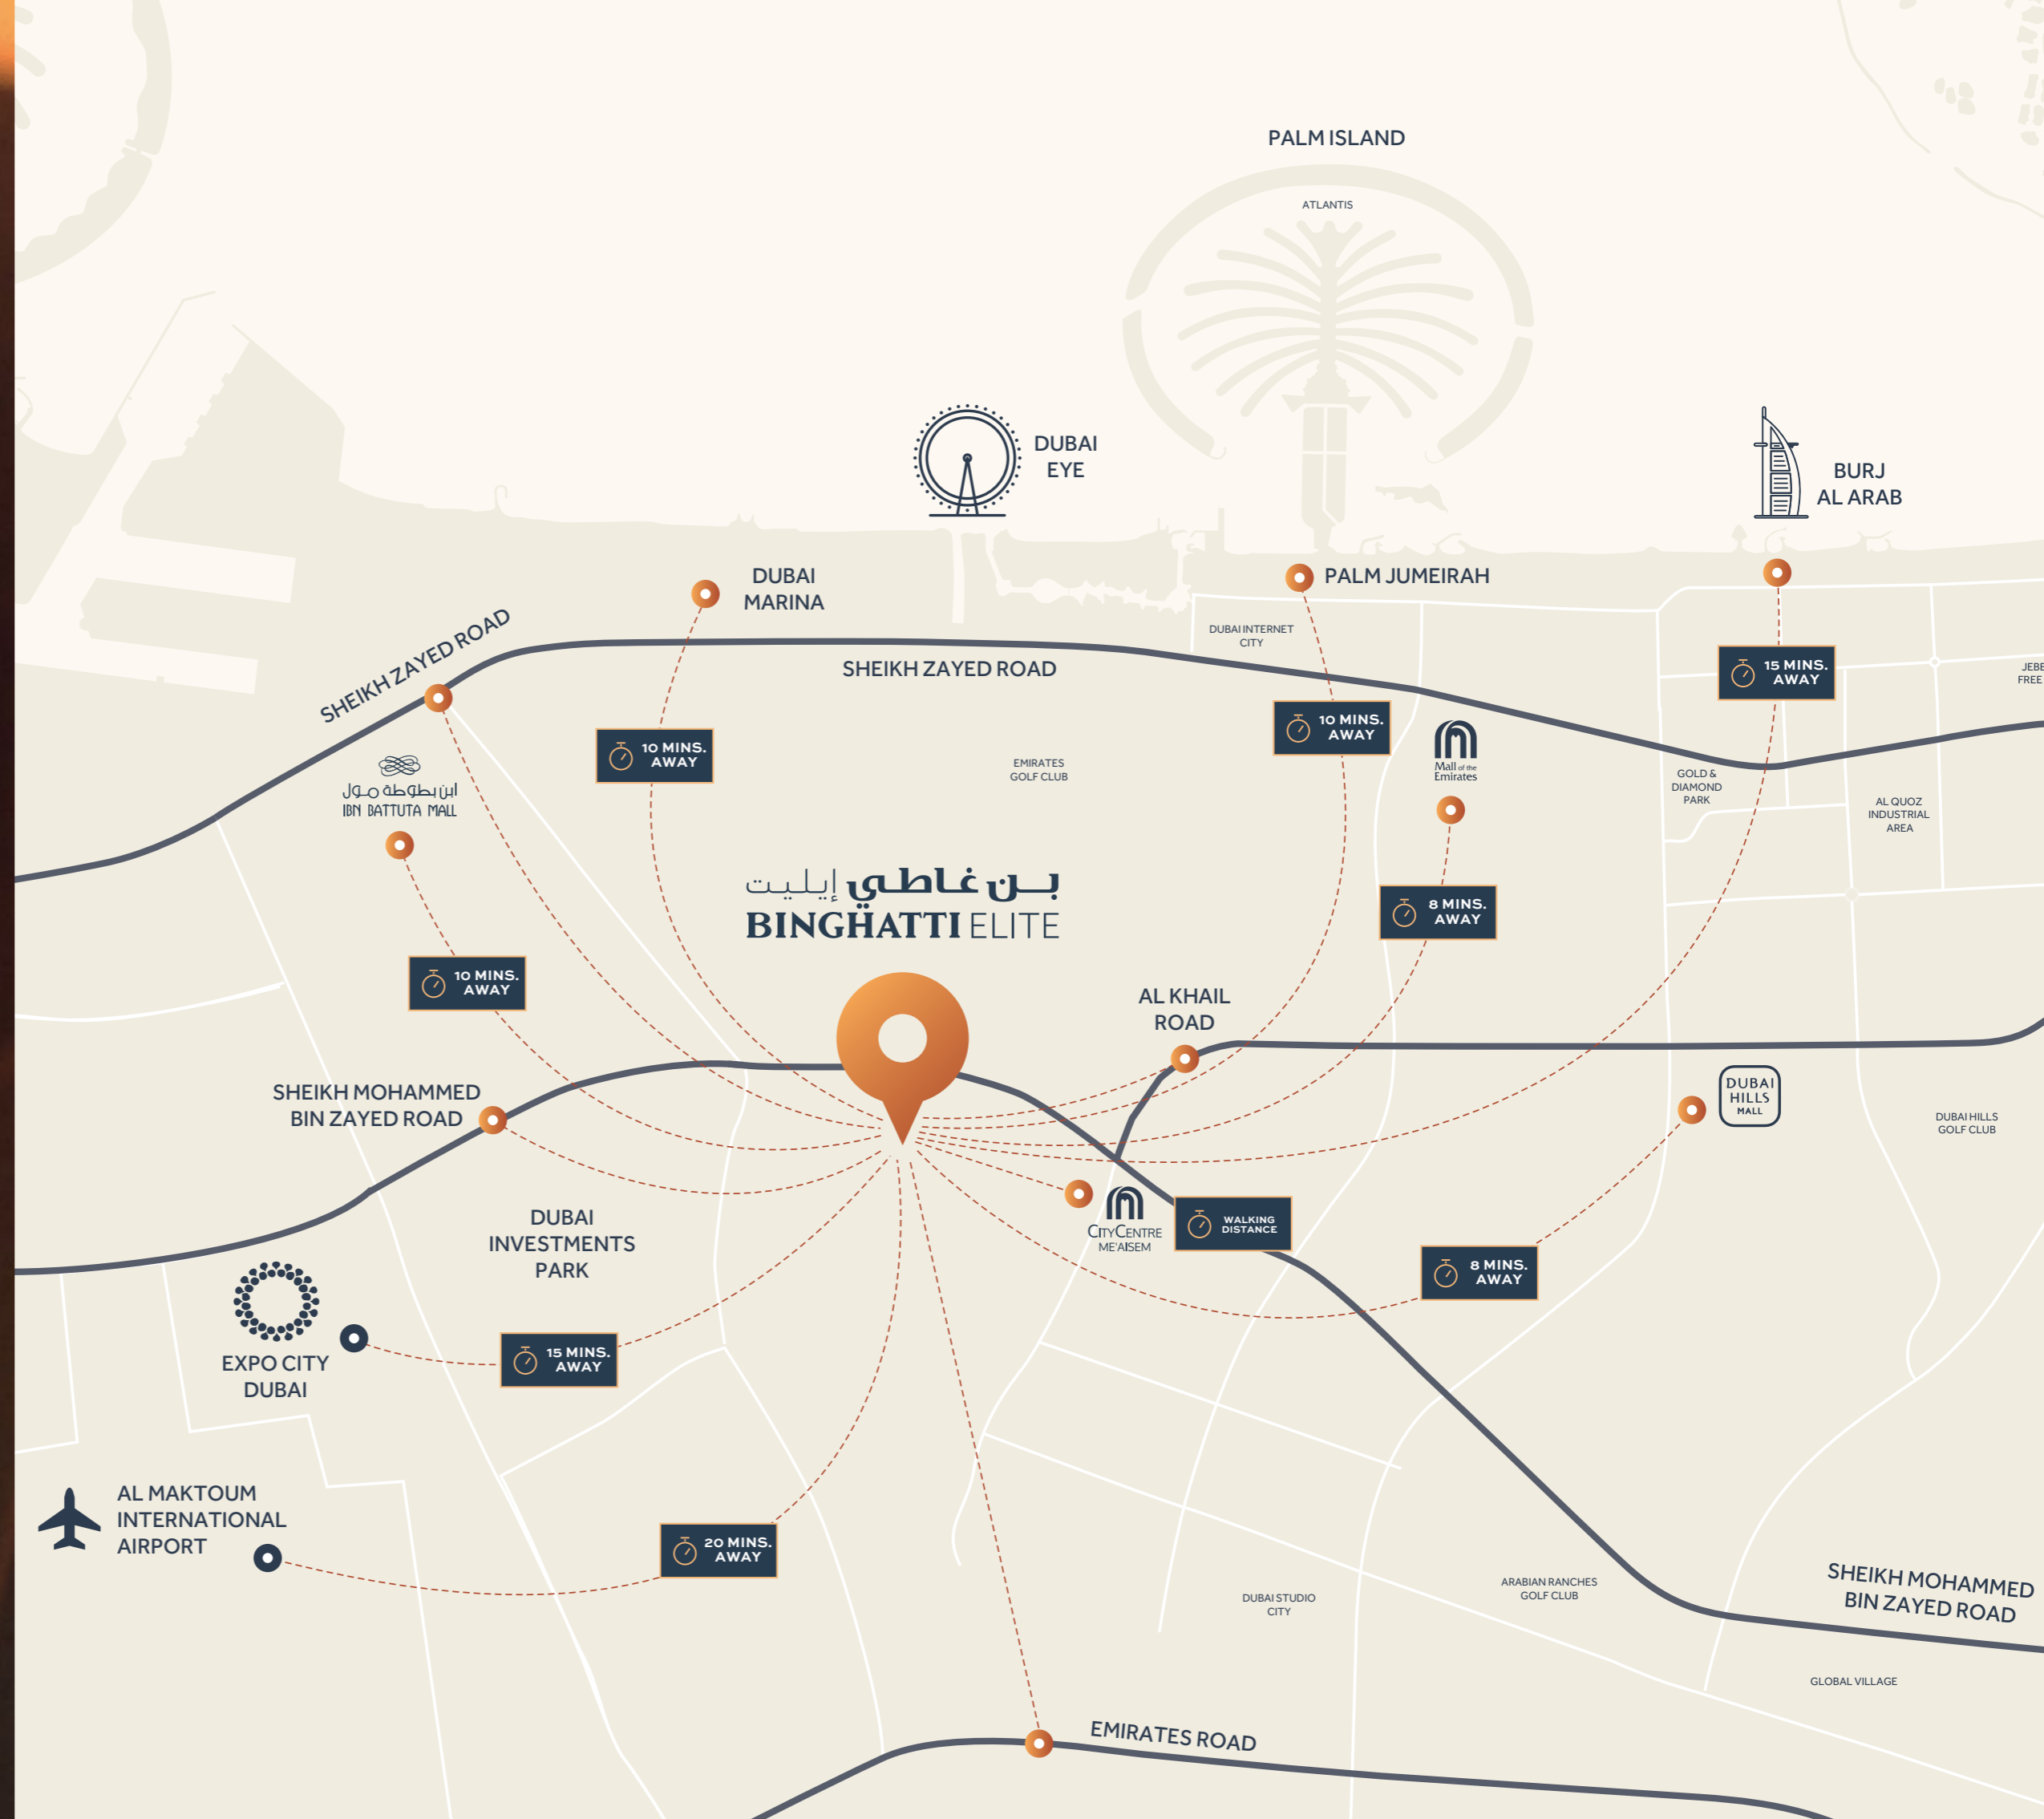 PALM ISLAND
ATLANTIS
DUBAI
EYE
BURJ
AL ARAB
DUBAI
MARINA
PALM JUMEIRAH
SHEIKH ZAYED ROAD
SHEIKH ZAYED ROAD
DUBAI INTERNET
CITY
15 MINS.
AWAY
JEBE
FREE
10 MINS.
AWAY
10 MINS.
AWAY
Mall of the
Emirates
EMIRATES
GOLF CLUB
GOLD &
DIAMOND
PARK
AL QUOZ
INDUSTRIAL
AREA
ابن بطوطة مول
IBN BATTUTA MALL
بن غاطي إيليت
BINGHATTI ELITE
8 MINS.
AWAY
10 MINS.
AWAY
AL KHAIL
ROAD
SHEIKH MOHAMMED
BIN ZAYED ROAD
DUBAI
HILLS
MALL
DUBAI HILLS
GOLF CLUB
DUBAI
INVESTMENTS
PARK
CITY CENTRE
ME'AISEM
WALKING
DISTANCE
8 MINS.
AWAY
EXPO CITY
DUBAI
15 MINS.
AWAY
AL MAKTOUM
INTERNATIONAL
AIRPORT
20 MINS.
AWAY
DUBAI STUDIO
CITY
ARABIAN RANCHES
GOLF CLUB
SHEIKH MOHAMMED
BIN ZAYED ROAD
GLOBAL VILLAGE
EMIRATES ROAD